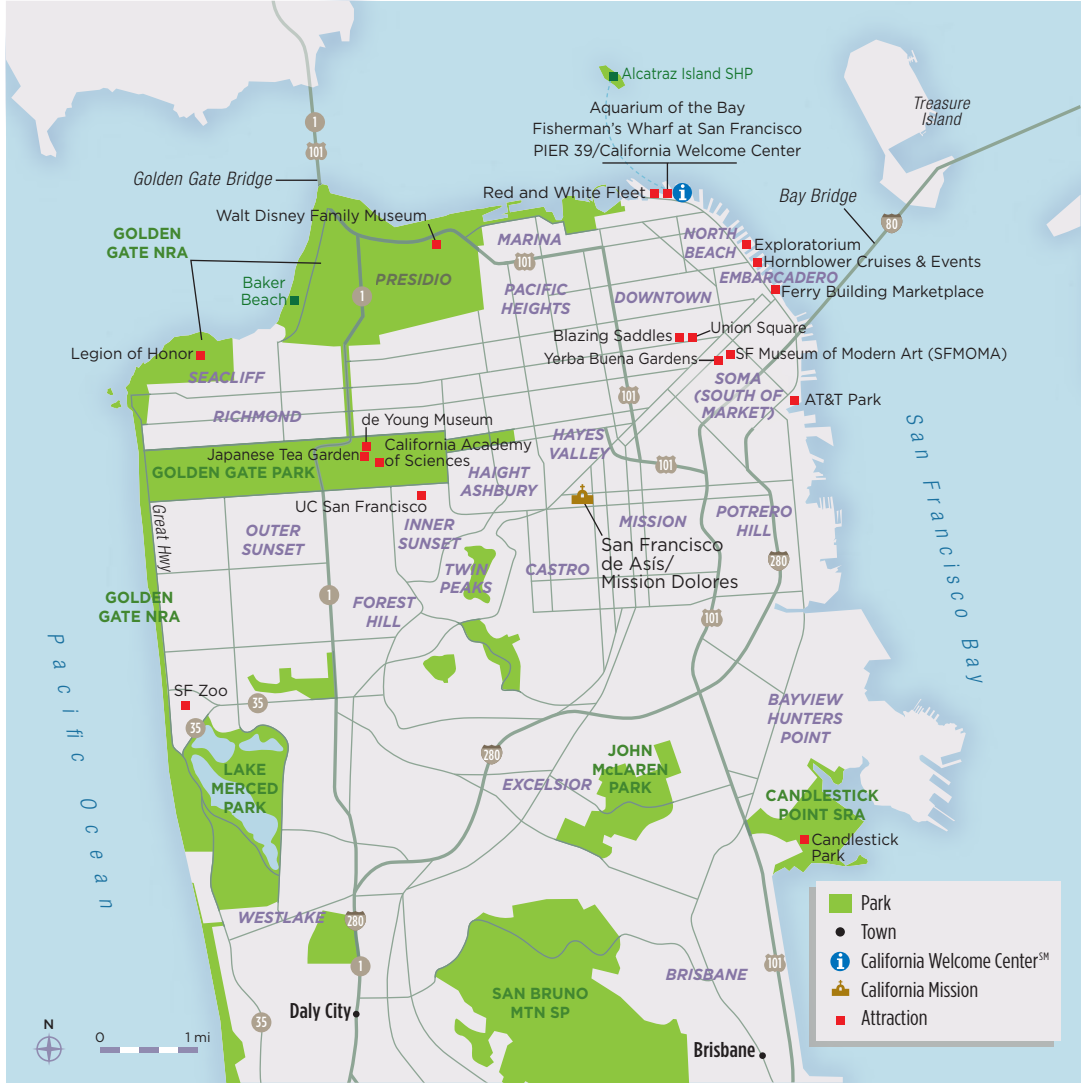 Alcatraz Island SHP
Treasure
Island
Aquarium of the Bay
Fisherman's Wharf at San Francisco
PIER 39/California Welcome Center
1
101
Golden Gate Bridge
Red and White Fleet
i
Bay Bridge
80
Walt Disney Family Museum
GOLDEN
GATE NRA
MARINA
NORTH
BEACH
Exploratorium
Hornblower Cruises & Events
EMBARCADERO
Ferry Building Marketplace
101
PRESIDIO
Baker
Beach
1
PACIFIC
HEIGHTS
DOWNTOWN
Blazing Saddles
Union Square
Yerba Buena Gardens
SF Museum of Modern Art (SFMOMA)
Legion of Honor
SEACLIFF
SOMA
(SOUTH OF
MARKET)
AT&T Park
101
RICHMOND
de Young Museum
Japanese Tea Garden
California Academy
of Sciences
GOLDEN GATE PARK
HAYES
VALLEY
101
HAIGHT
ASHBURY
UC San Francisco
San Francisco Bay
Great Hwy
OUTER
SUNSET
INNER
SUNSET
MISSION
POTRERO
HILL
San Francisco
de Asís/
Mission Dolores
280
TWIN
PEAKS
CASTRO
GOLDEN
GATE NRA
1
FOREST
HILL
101
Pacific Ocean
SF Zoo
35
35
BAYVIEW
HUNTERS
POINT
280
LAKE
MERCED
PARK
EXCELSIOR
JOHN
McLAREN
PARK
CANDLESTICK
POINT SRA
Candlestick
Park
WESTLAKE
280
1
101
BRISBANE
SAN BRUNO
MTN SP
Daly City
35
Brisbane
N
0 1 mi
Park
Town
i California Welcome Center℠
California Mission
Attraction